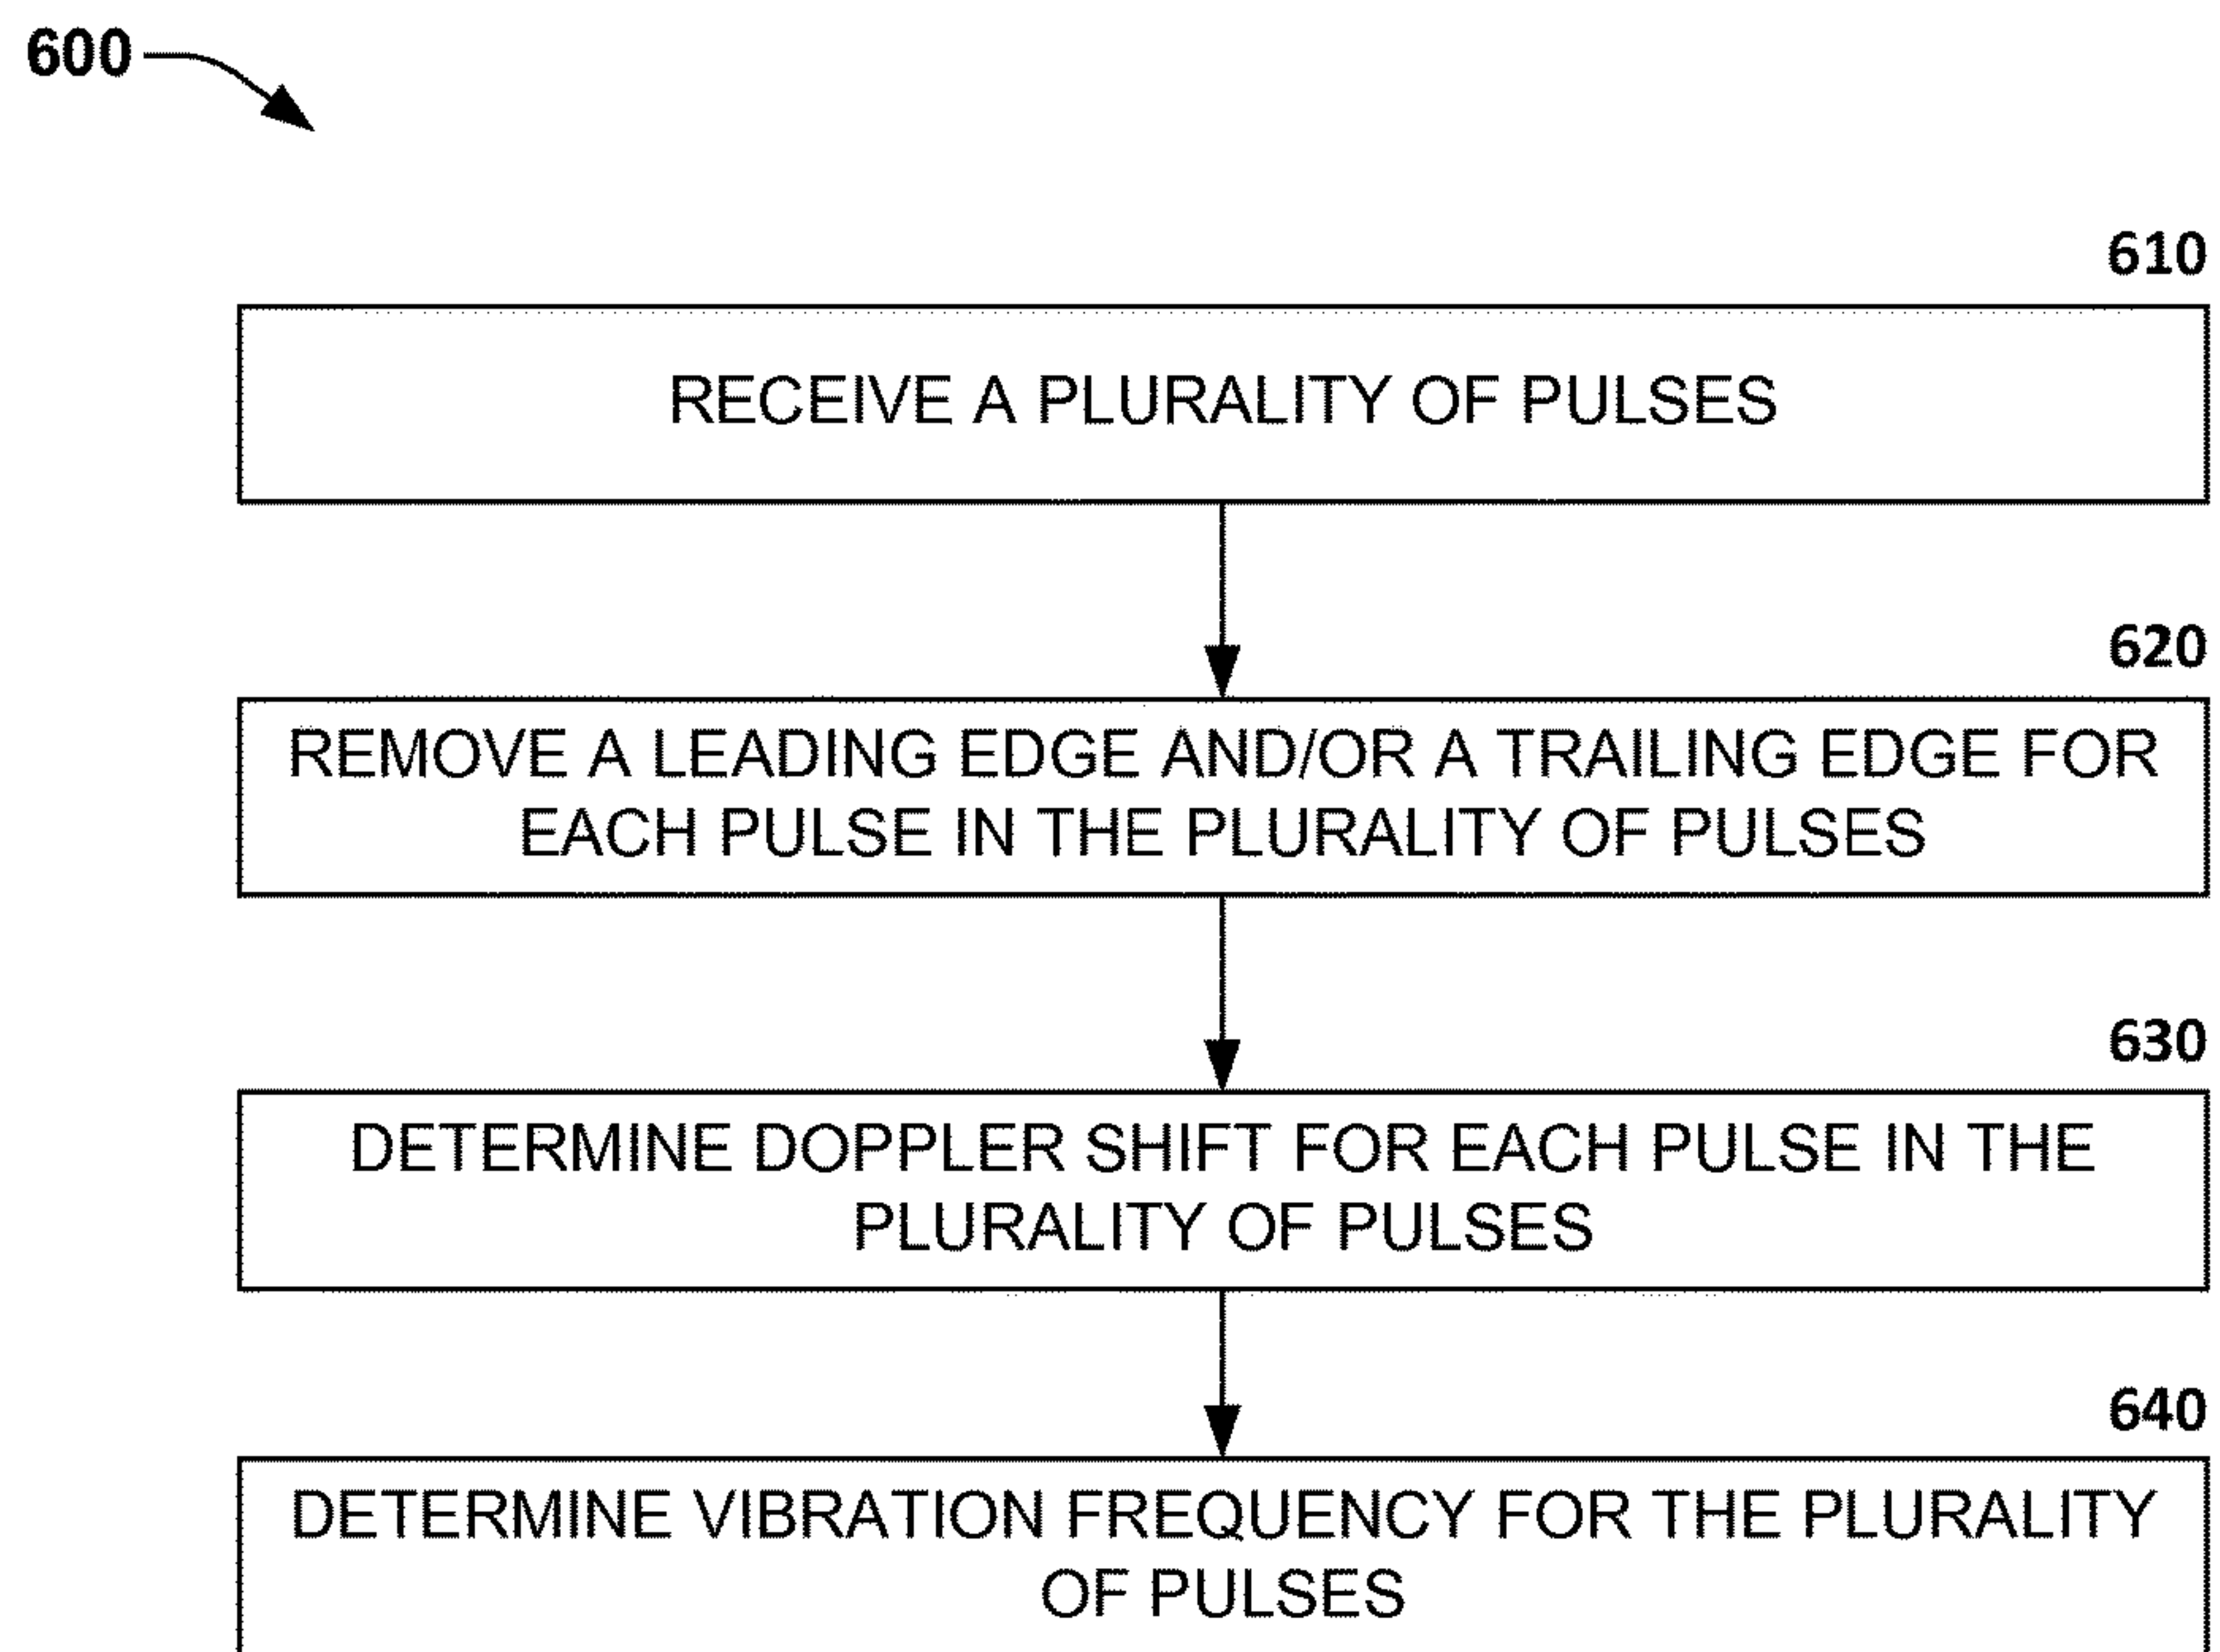 600
610
RECEIVE A PLURALITY OF PULSES
620
REMOVE A LEADING EDGE AND/OR A TRAILING EDGE FOR
EACH PULSE IN THE PLURALITY OF PULSES
630
DETERMINE DOPPLER SHIFT FOR EACH PULSE IN THE
PLURALITY OF PULSES
640
DETERMINE VIBRATION FREQUENCY FOR THE PLURALITY
OF PULSES